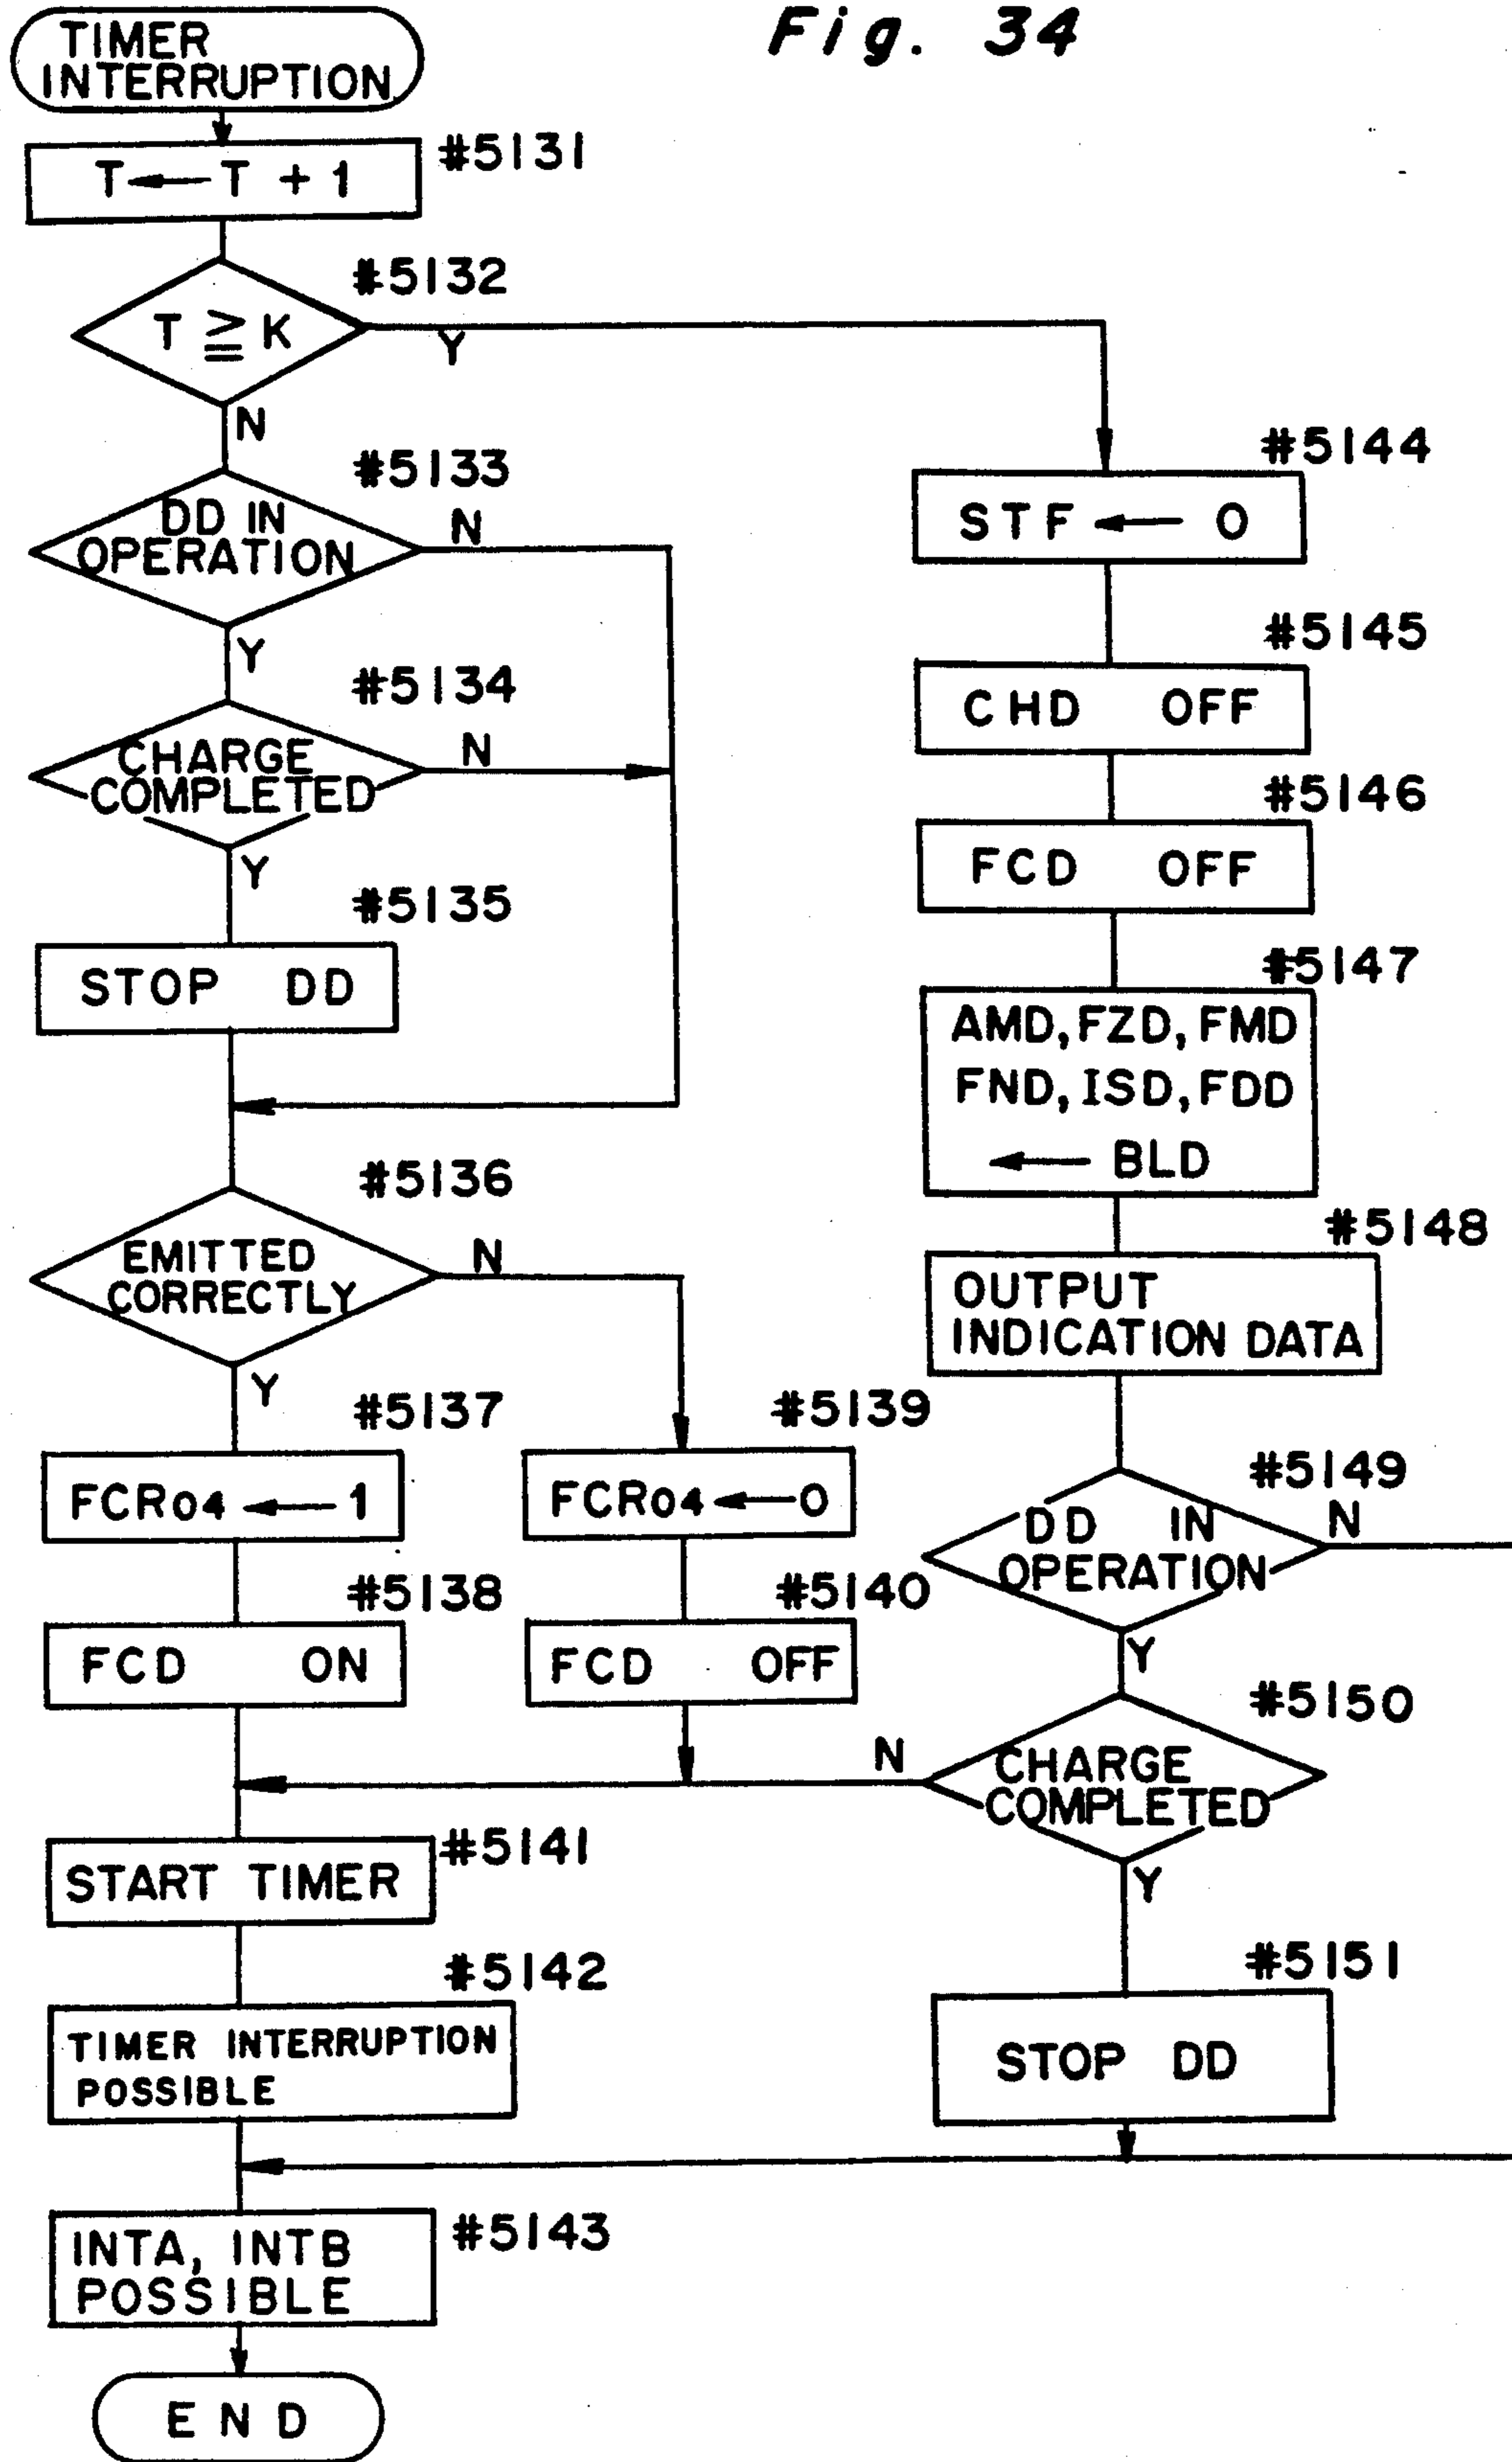 Fig. 34
TIMER
INTERRUPTION
#5131
T ← T + 1
#5132
T ≧ K
Y
N
#5133
DD IN
OPERATION
N
Y
#5134
CHARGE
COMPLETED
N
Y
#5135
STOP DD
#5136
EMITTED
CORRECTLY
N
Y
#5137
FCR04 ← 1
#5138
FCD ON
#5139
FCR04 ← 0
#5140
FCD OFF
#5141
START TIMER
#5142
TIMER INTERRUPTION
POSSIBLE
#5143
INTA, INTB
POSSIBLE
END
#5144
STF ← 0
#5145
CHD OFF
#5146
FCD OFF
#5147
AMD, FZD, FMD
FND, ISD, FDD
← BLD
#5148
OUTPUT
INDICATION DATA
#5149
DD IN
OPERATION
N
Y
#5150
CHARGE
COMPLETED
N
Y
#5151
STOP DD